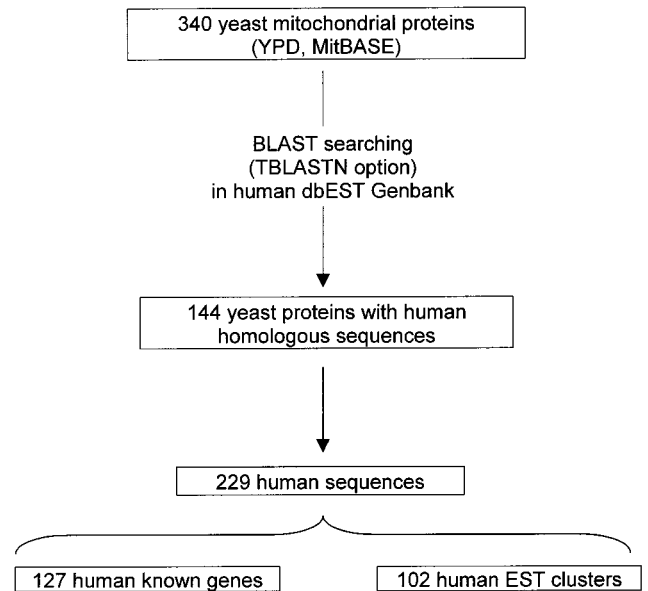 340 yeast mitochondrial proteins
(YPD, MitBASE)
BLAST searching
(TBLASTN option)
in human dbEST Genbank
144 yeast proteins with human
homologous sequences
229 human sequences
127 human known genes
102 human EST clusters